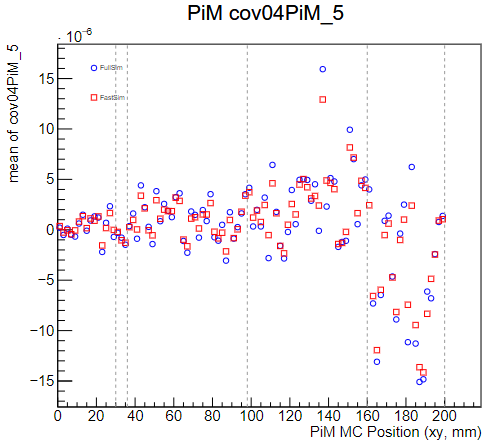 PiM cov04PiM_5
×10⁻⁶
mean of cov04PiM_5
FullSim
FastSim
15
10
5
0
−5
−10
−15
0 20 40 60 80 100 120 140 160 180 200 220
PiM MC Position (xy, mm)